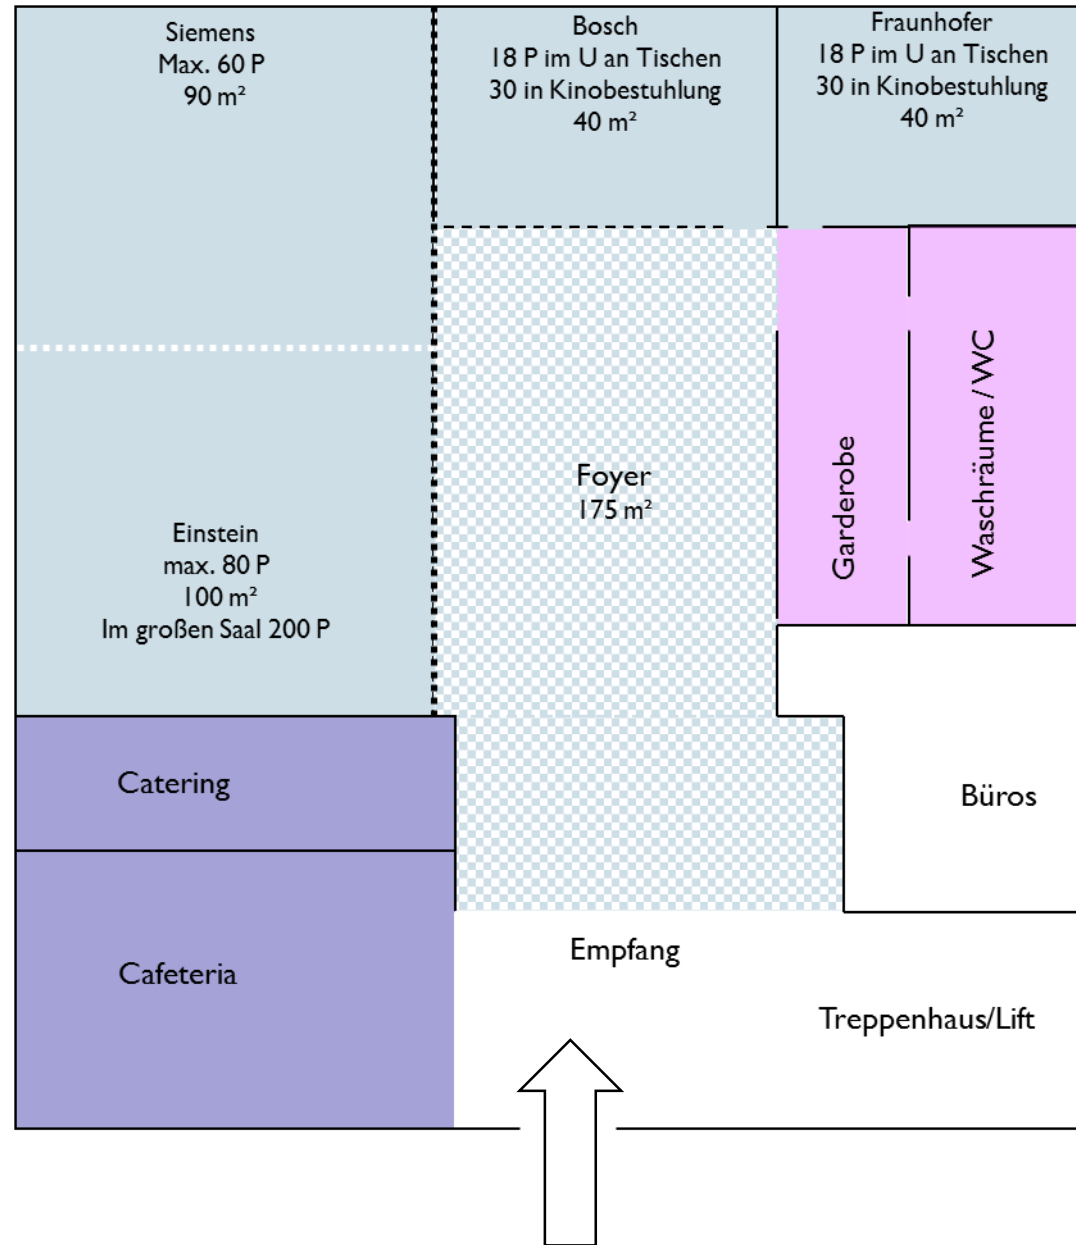 Siemens
Max. 60 P
90 m²
Bosch
18 P im U an Tischen
30 in Kinobestuhlung
40 m²
Fraunhofer
18 P im U an Tischen
30 in Kinobestuhlung
40 m²
Einstein
max. 80 P
100 m²
Im großen Saal 200 P
Foyer
175 m²
Garderobe
Waschräume / WC
Catering
Büros
Cafeteria
Empfang
Treppenhaus/Lift